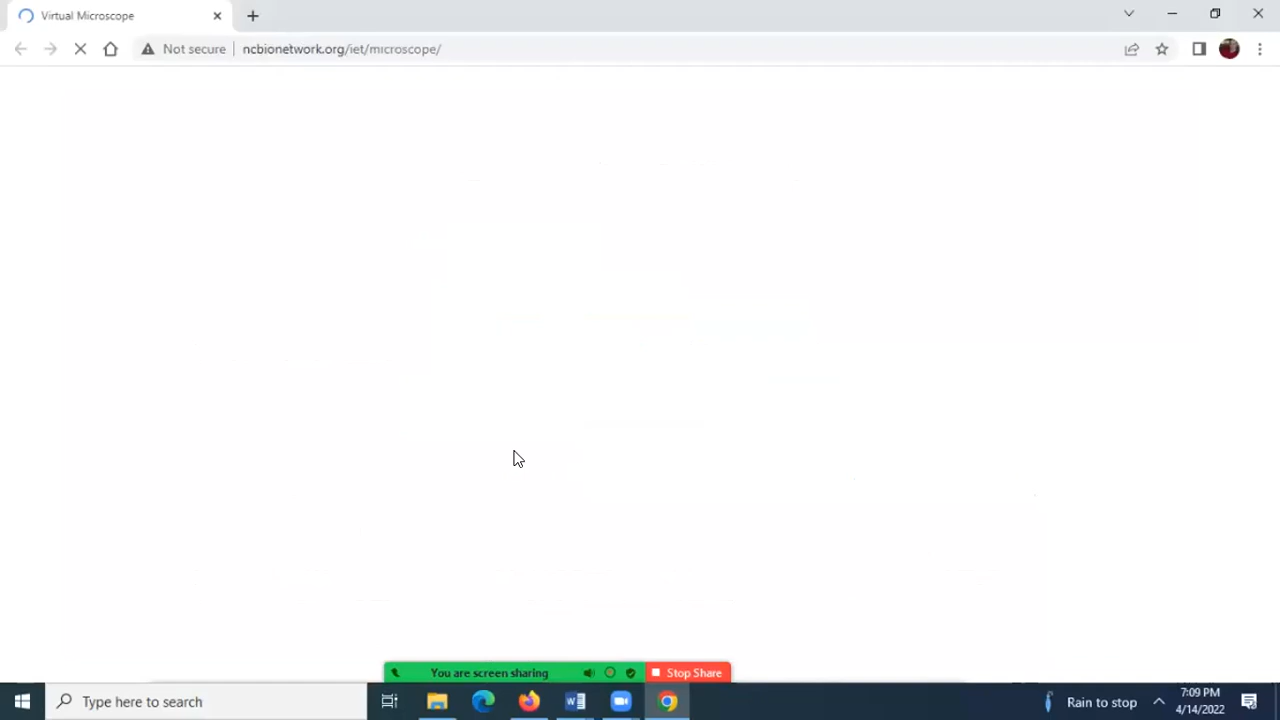 Virtual Microscope
Not secure
ncbionetwork.org/iet/microscope/
You are screen sharing
Stop Share
Type here to search
Rain to stop
7:09 PM
4/14/2022